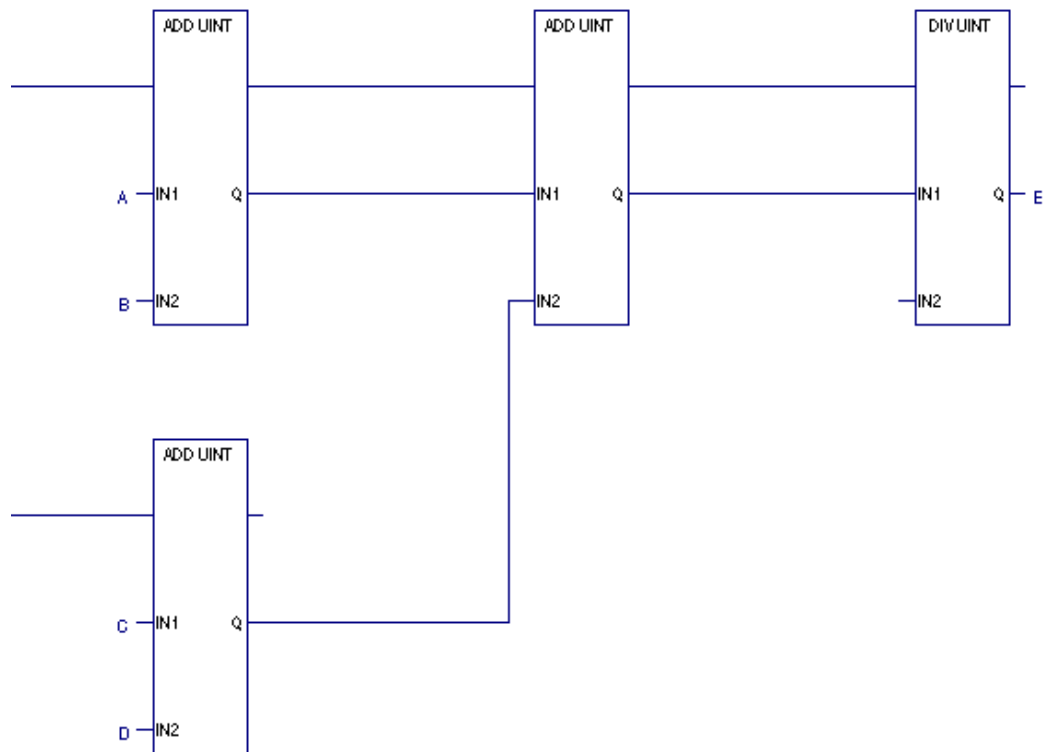 ADD UINT
ADD UINT
DIV UINT
A
IN1
Q
IN1
Q
IN1
Q
E
B
IN2
IN2
IN2
ADD UINT
C
IN1
Q
D
IN2